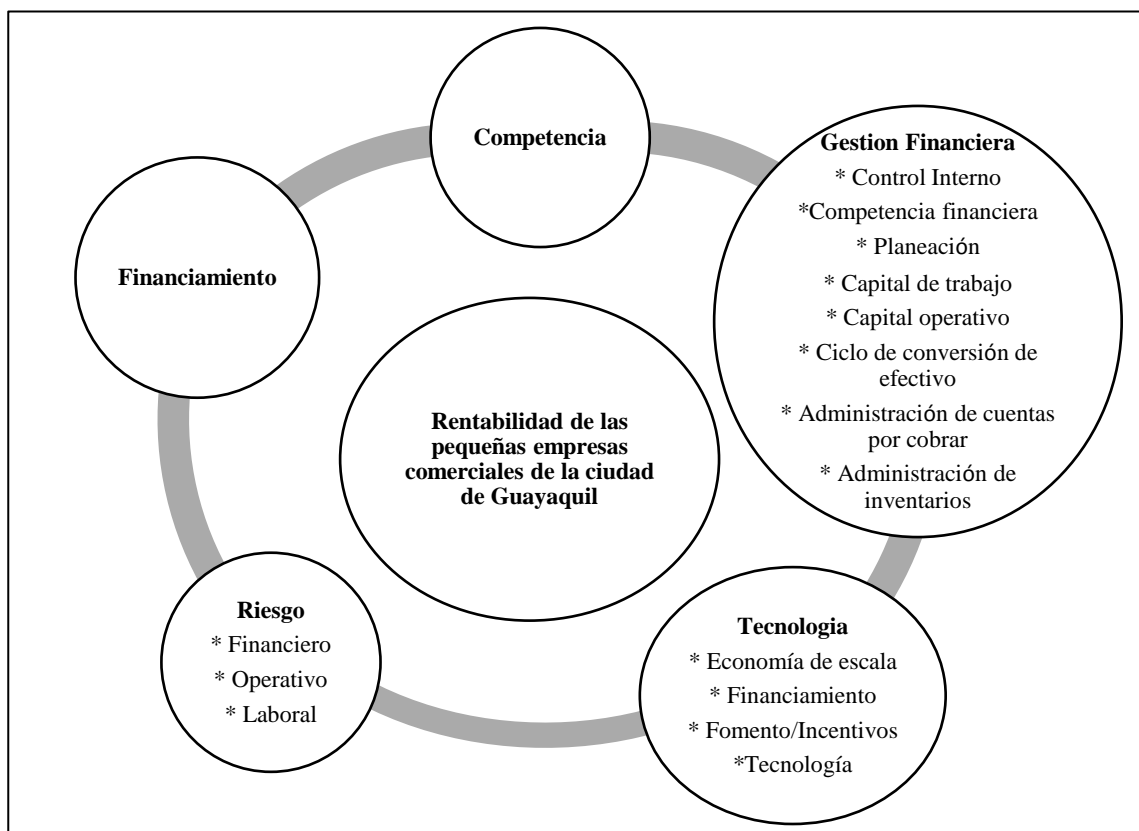 Competencia
Gestion Financiera
* Control Interno
*Competencia financiera
* Planeación
* Capital de trabajo
* Capital operativo
* Ciclo de conversión de
efectivo
* Administración de cuentas
por cobrar
* Administración de
inventarios
Financiamiento
Rentabilidad de las
pequeñas empresas
comerciales de la ciudad
de Guayaquil
Riesgo
* Financiero
* Operativo
* Laboral
Tecnologia
* Economía de escala
* Financiamiento
* Fomento/Incentivos
*Tecnología